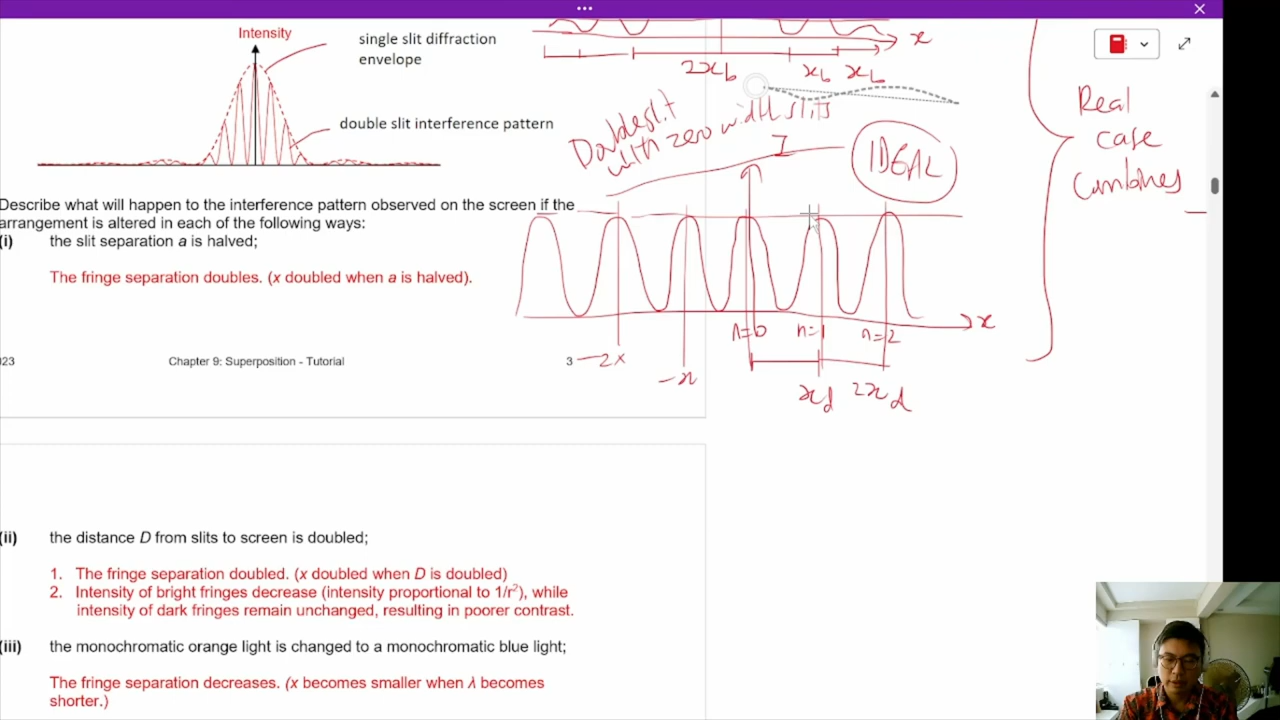 Intensity
single slit diffraction
envelope
double slit interference pattern
Describe what will happen to the interference pattern observed on the screen if the
arrangement is altered in each of the following ways:
(i) the slit separation a is halved;
The fringe separation doubles. (x doubled when a is halved).
023 Chapter 9: Superposition - Tutorial 3
(ii) the distance D from slits to screen is doubled;
1. The fringe separation doubled. (x doubled when D is doubled)
2. Intensity of bright fringes decrease (intensity proportional to 1/r²), while
intensity of dark fringes remain unchanged, resulting in poorer contrast.
(iii) the monochromatic orange light is changed to a monochromatic blue light;
The fringe separation decreases. (x becomes smaller when λ becomes
shorter.)
x
2xb xb xb
Double slit
with zero width slits
I
IDEAL
x
n=0 n=1 n=2
-2x
-x
xd 2xd
Real
case
combines